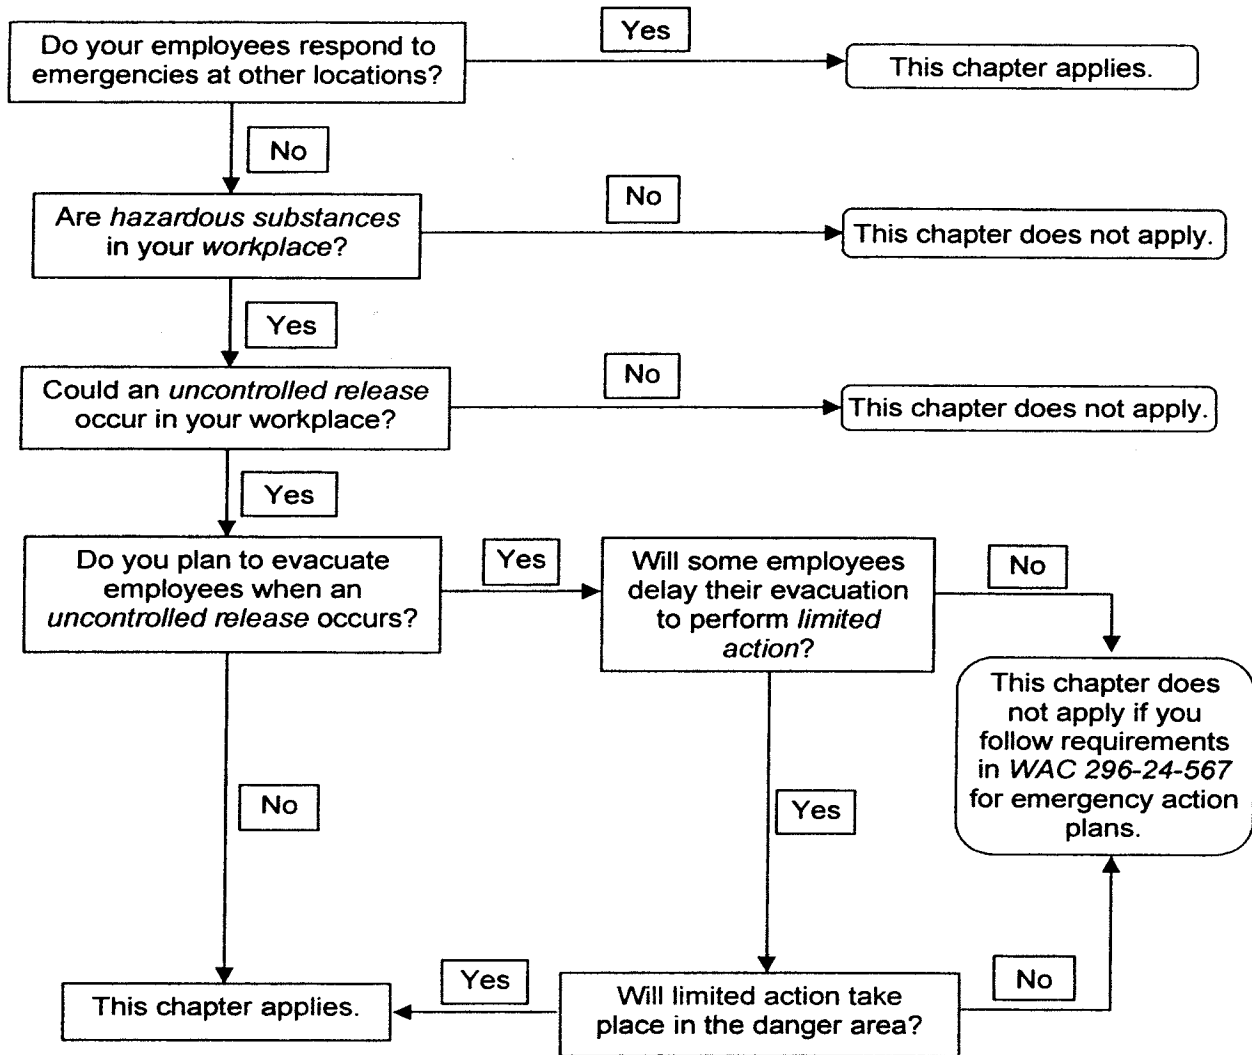 Do your employees respond to
emergencies at other locations?
Yes
This chapter applies.
No
Are hazardous substances
in your workplace?
No
This chapter does not apply.
Yes
Could an uncontrolled release
occur in your workplace?
No
This chapter does not apply.
Yes
Do you plan to evacuate
employees when an
uncontrolled release occurs?
Yes
Will some employees
delay their evacuation
to perform limited
action?
No
This chapter does
not apply if you
follow requirements
in WAC 296-24-567
for emergency action
plans.
No
Yes
This chapter applies.
Yes
Will limited action take
place in the danger area?
No